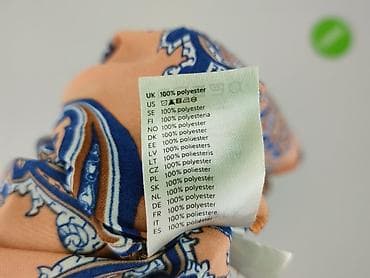 UK 100% polyester
US
SE 100% polyester
FI 100% polyesteria
NO 100% polyester
DK 100% polyester
EE 100% polüester
LV 100% poliesters
LT 100% poliesteris
CZ 100% polyester
PL 100% poliester
SK 100% polyester
NL 100% polyester
DE 100% polyester
FR 100% polyester
IT 100% poliestere
ES 100% poliéster